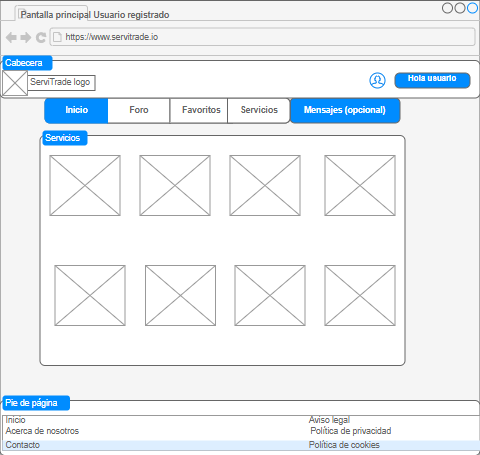 Pantalla principal Usuario registrado
https://www.servitrade.io
Cabecera
ServiTrade logo
Hola usuario
Inicio Foro Favoritos Servicios Mensajes (opcional)
Servicios
Pie de página
Inicio Aviso legal
Acerca de nosotros Política de privacidad
Contacto Política de cookies